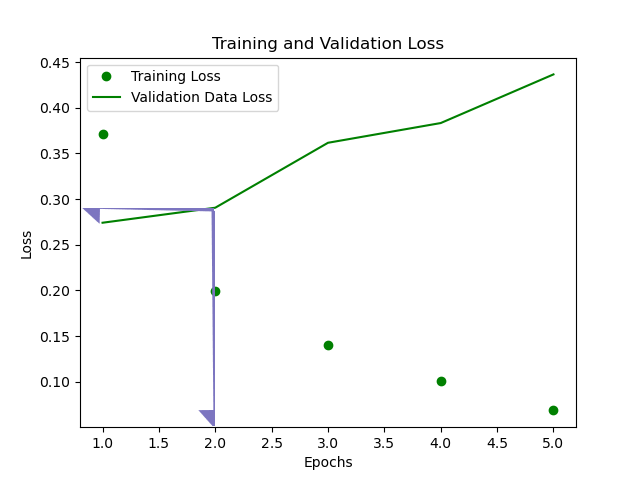 Training and Validation Loss
Training Loss
Validation Data Loss
Loss
0.45
0.40
0.35
0.30
0.25
0.20
0.15
0.10
1.0 1.5 2.0 2.5 3.0 3.5 4.0 4.5 5.0
Epochs